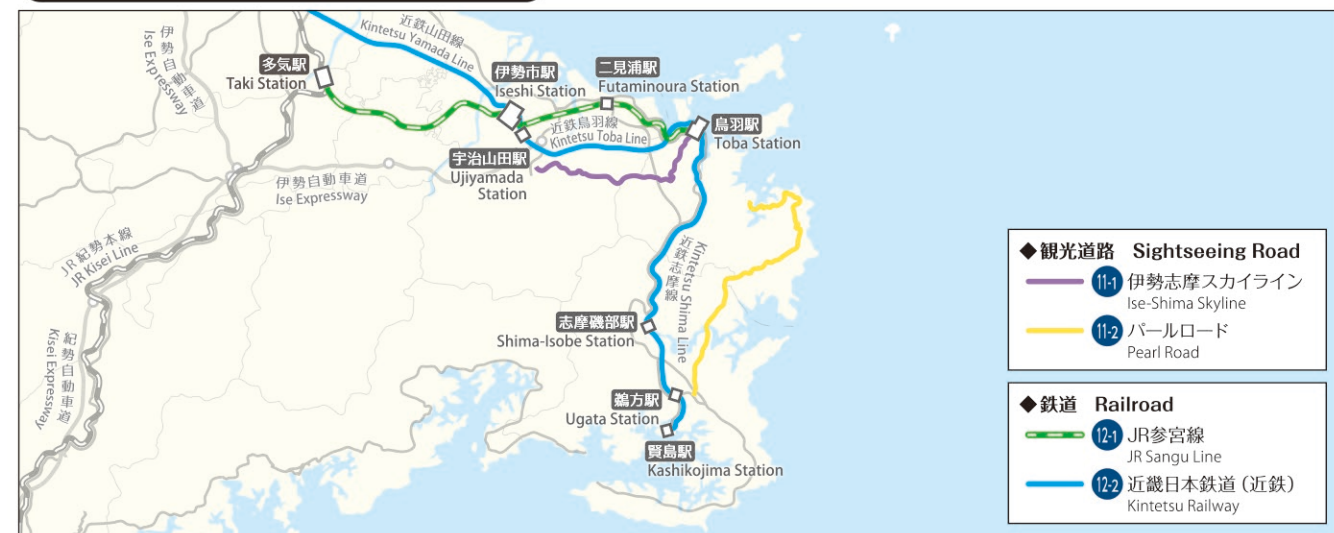 近鉄山田線
Kintetsu Yamada Line
伊勢自動車道
Ise Expressway
多気駅
Taki Station
伊勢市駅
Iseshi Station
二見浦駅
Futaminoura Station
近鉄鳥羽線
Kintetsu Toba Line
鳥羽駅
Toba Station
宇治山田駅
Ujiyamada
Station
伊勢自動車道
Ise Expressway
JR紀勢本線
JR Kisei Line
近鉄志摩線
Kintetsu Shima Line
志摩磯部駅
Shima-Isobe Station
紀勢自動車道
Kisei Expressway
鵜方駅
Ugata Station
賢島駅
Kashikojima Station
◆観光道路 Sightseeing Road
11-1 伊勢志摩スカイライン
Ise-Shima Skyline
11-2 パールロード
Pearl Road
◆鉄道 Railroad
12-1 JR参宮線
JR Sangu Line
12-2 近畿日本鉄道（近鉄）
Kintetsu Railway